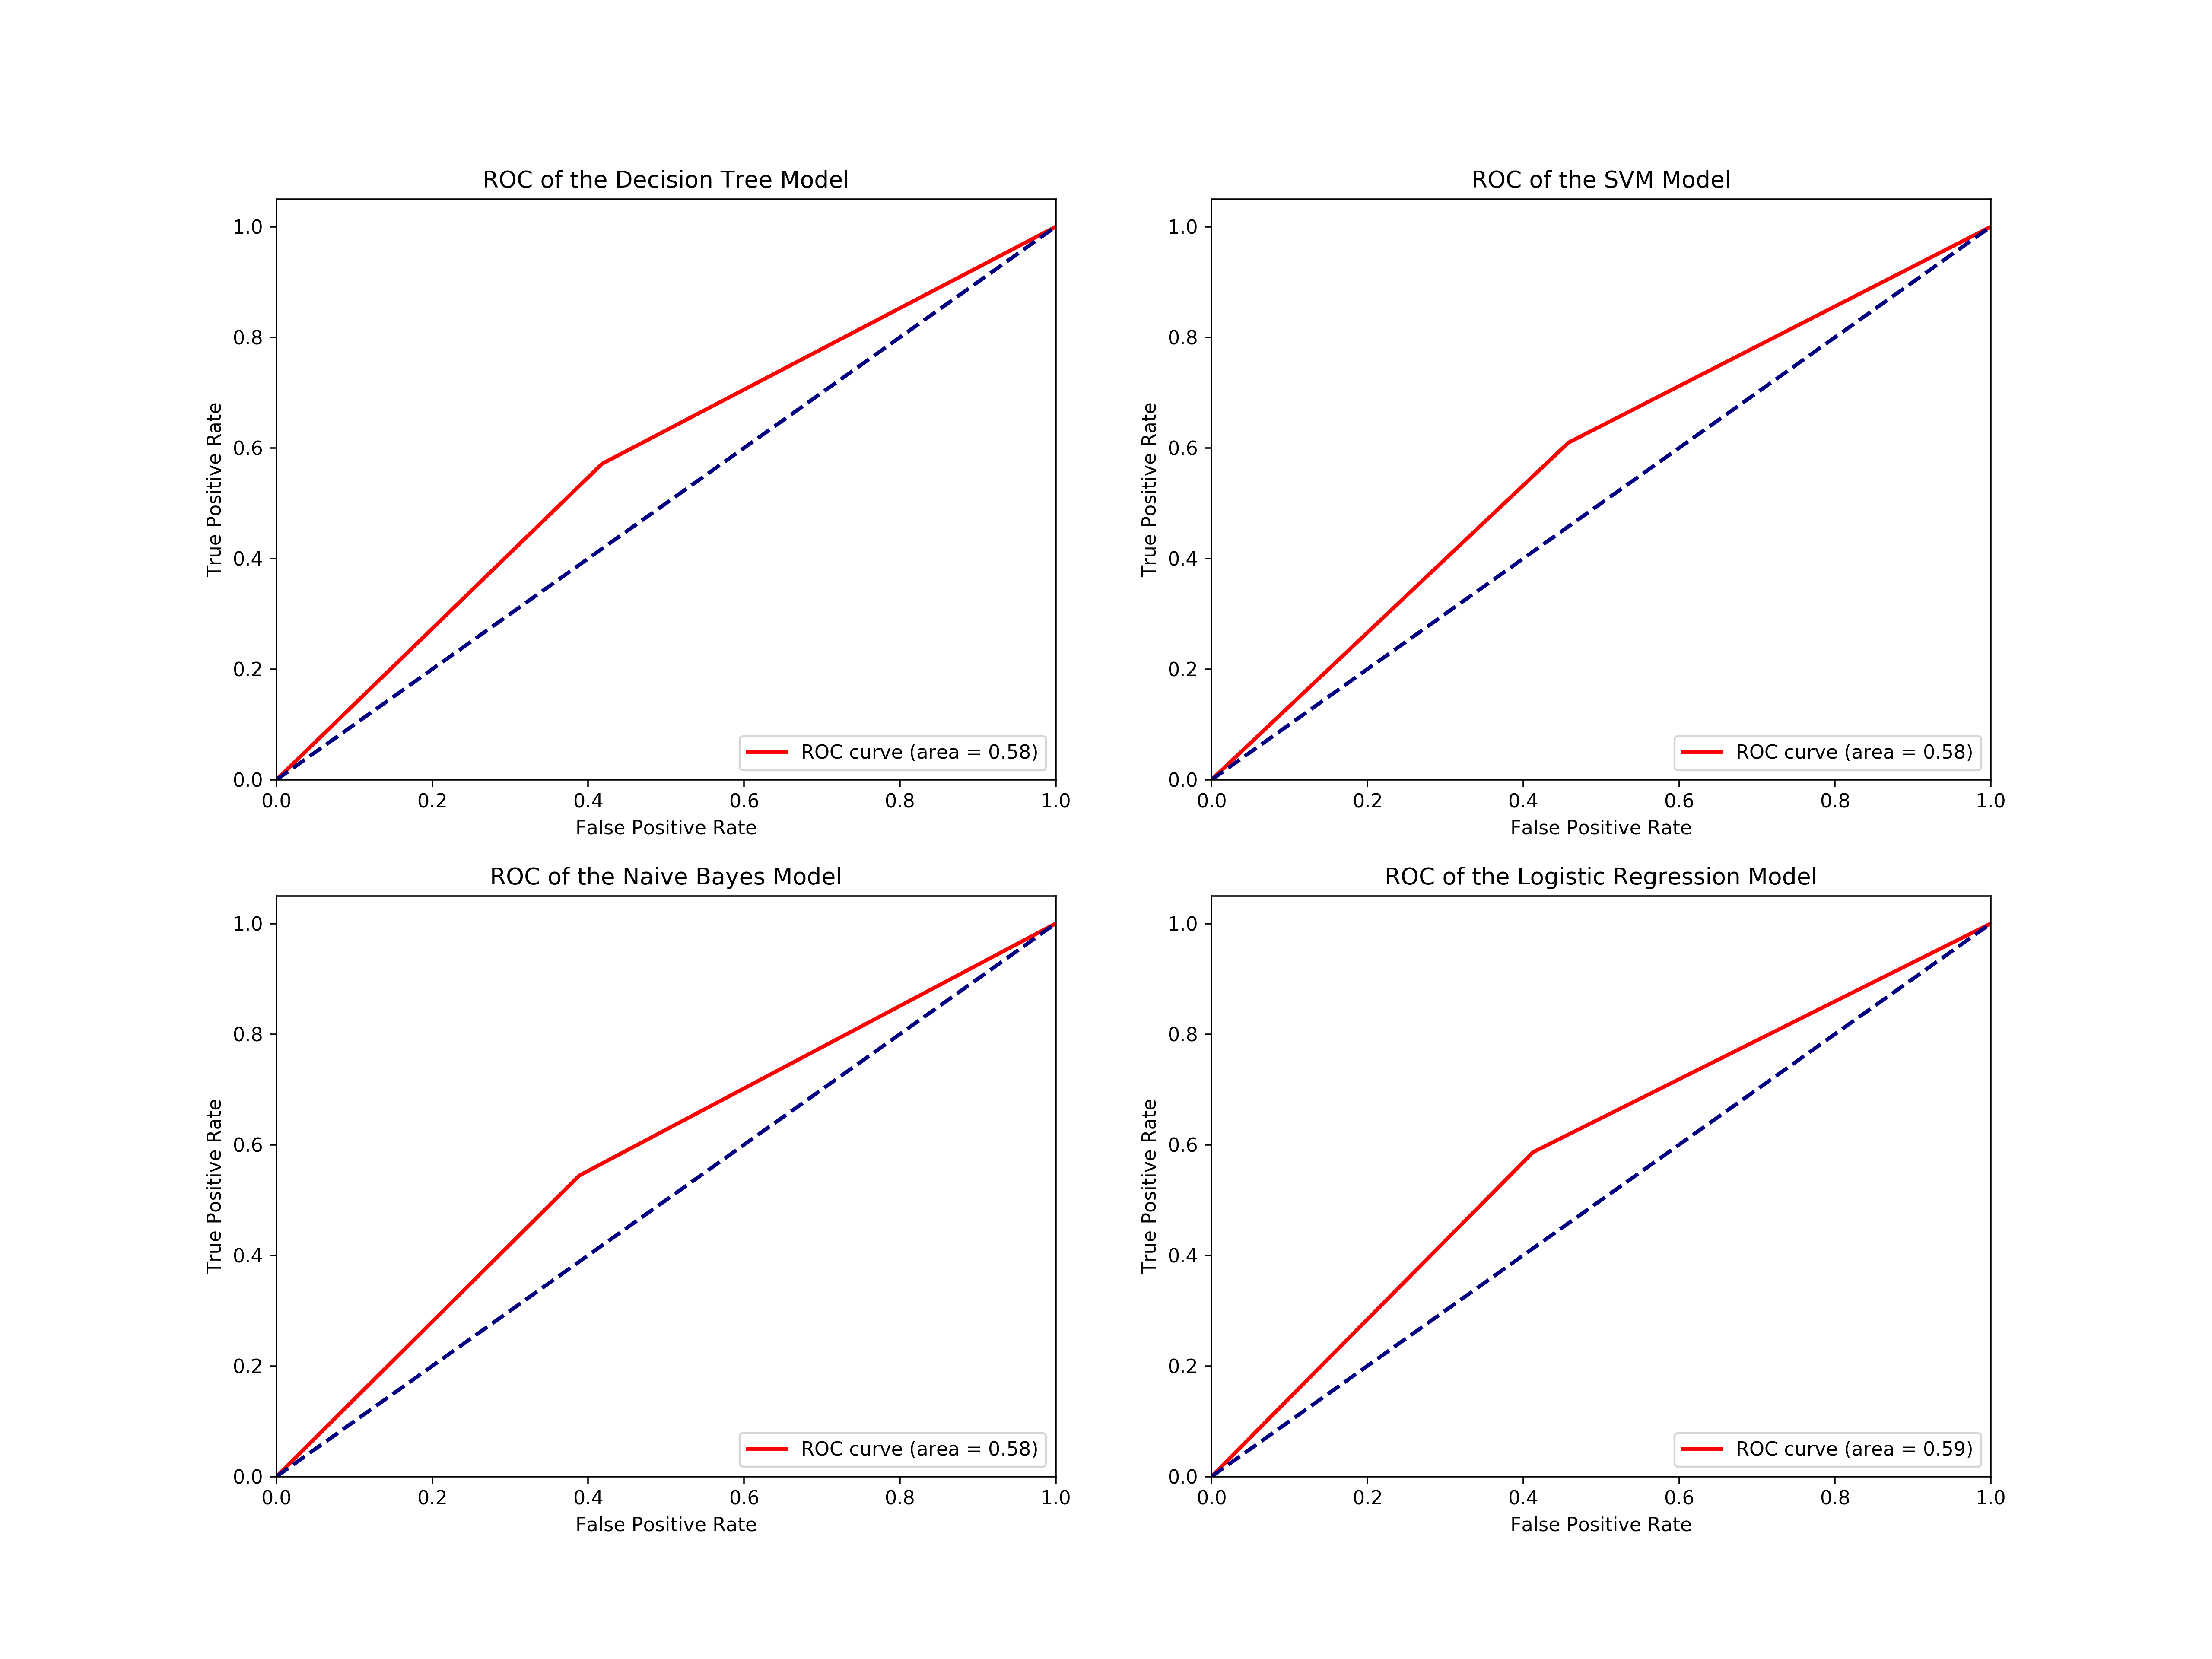 ROC of the Decision Tree Model
1.0
0.8
0.6
0.4
0.2
0.0
True Positive Rate
0.0 0.2 0.4 0.6 0.8 1.0
False Positive Rate
ROC curve (area = 0.58)
ROC of the SVM Model
1.0
0.8
0.6
0.4
0.2
0.0
True Positive Rate
0.0 0.2 0.4 0.6 0.8 1.0
False Positive Rate
ROC curve (area = 0.58)
ROC of the Naive Bayes Model
1.0
0.8
0.6
0.4
0.2
0.0
True Positive Rate
0.0 0.2 0.4 0.6 0.8 1.0
False Positive Rate
ROC curve (area = 0.58)
ROC of the Logistic Regression Model
1.0
0.8
0.6
0.4
0.2
0.0
True Positive Rate
0.0 0.2 0.4 0.6 0.8 1.0
False Positive Rate
ROC curve (area = 0.59)